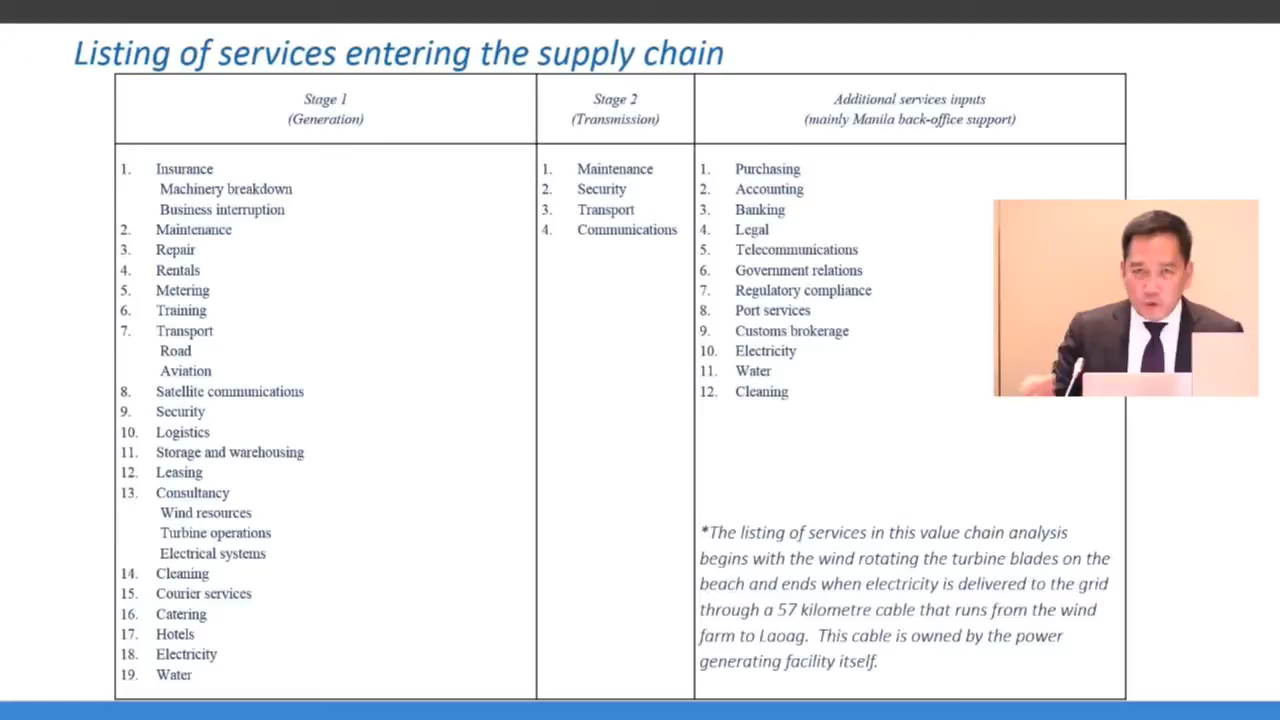 Listing of services entering the supply chain
Stage 1
(Generation)
Stage 2
(Transmission)
Additional services inputs
(mainly Manila back-office support)
1. Insurance
Machinery breakdown
Business interruption
2. Maintenance
3. Repair
4. Rentals
5. Metering
6. Training
7. Transport
Road
Aviation
8. Satellite communications
9. Security
10. Logistics
11. Storage and warehousing
12. Leasing
13. Consultancy
Wind resources
Turbine operations
Electrical systems
14. Cleaning
15. Courier services
16. Catering
17. Hotels
18. Electricity
19. Water
1. Maintenance
2. Security
3. Transport
4. Communications
1. Purchasing
2. Accounting
3. Banking
4. Legal
5. Telecommunications
6. Government relations
7. Regulatory compliance
8. Port services
9. Customs brokerage
10. Electricity
11. Water
12. Cleaning
*The listing of services in this value chain analysis
begins with the wind rotating the turbine blades on the
beach and ends when electricity is delivered to the grid
through a 57 kilometre cable that runs from the wind
farm to Laoag. This cable is owned by the power
generating facility itself.